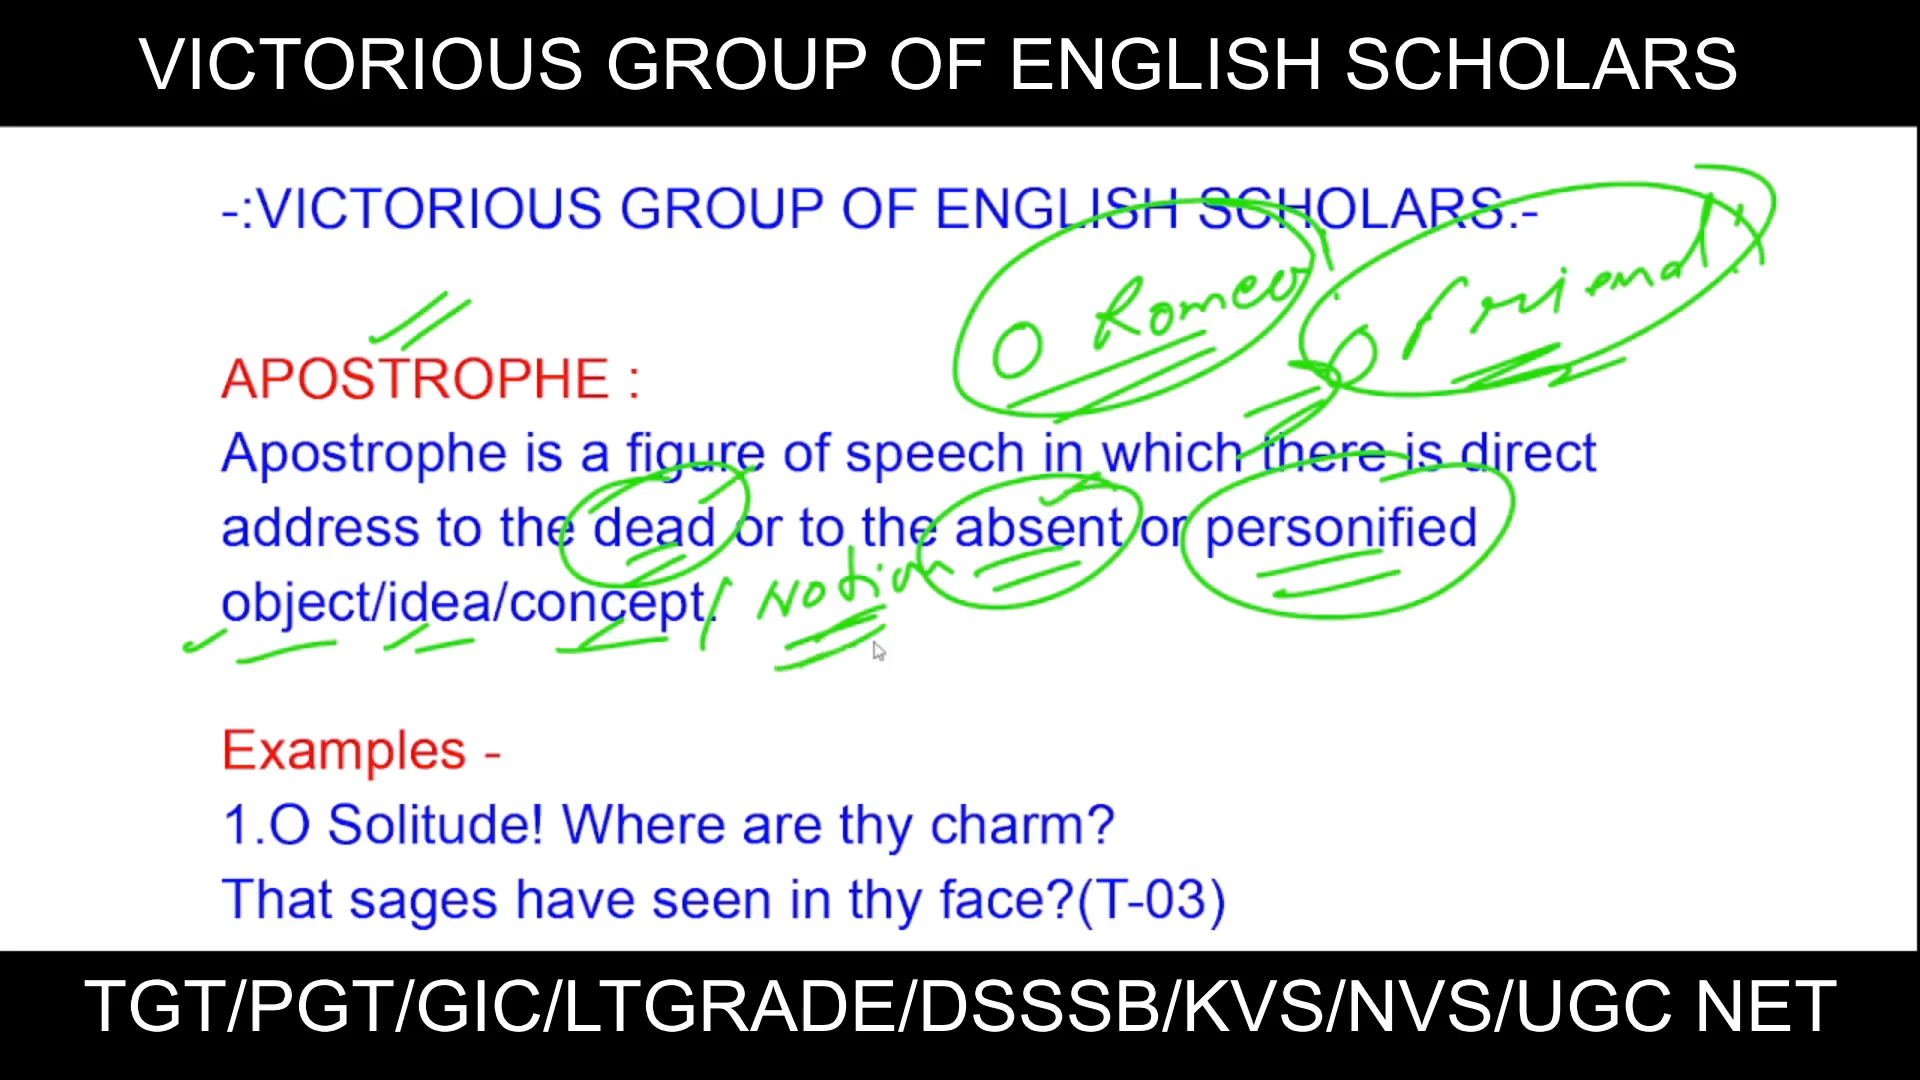 VICTORIOUS GROUP OF ENGLISH SCHOLARS
-:VICTORIOUS GROUP OF ENGLISH SCHOLARS.-
O Romeo!
O friend!
APOSTROPHE :
Apostrophe is a figure of speech in which there is direct
address to the dead or to the absent or personified
object/idea/concept. / Notion
Examples -
1.O Solitude! Where are thy charm?
That sages have seen in thy face?(T-03)
TGT/PGT/GIC/LTGRADE/DSSSB/KVS/NVS/UGC NET